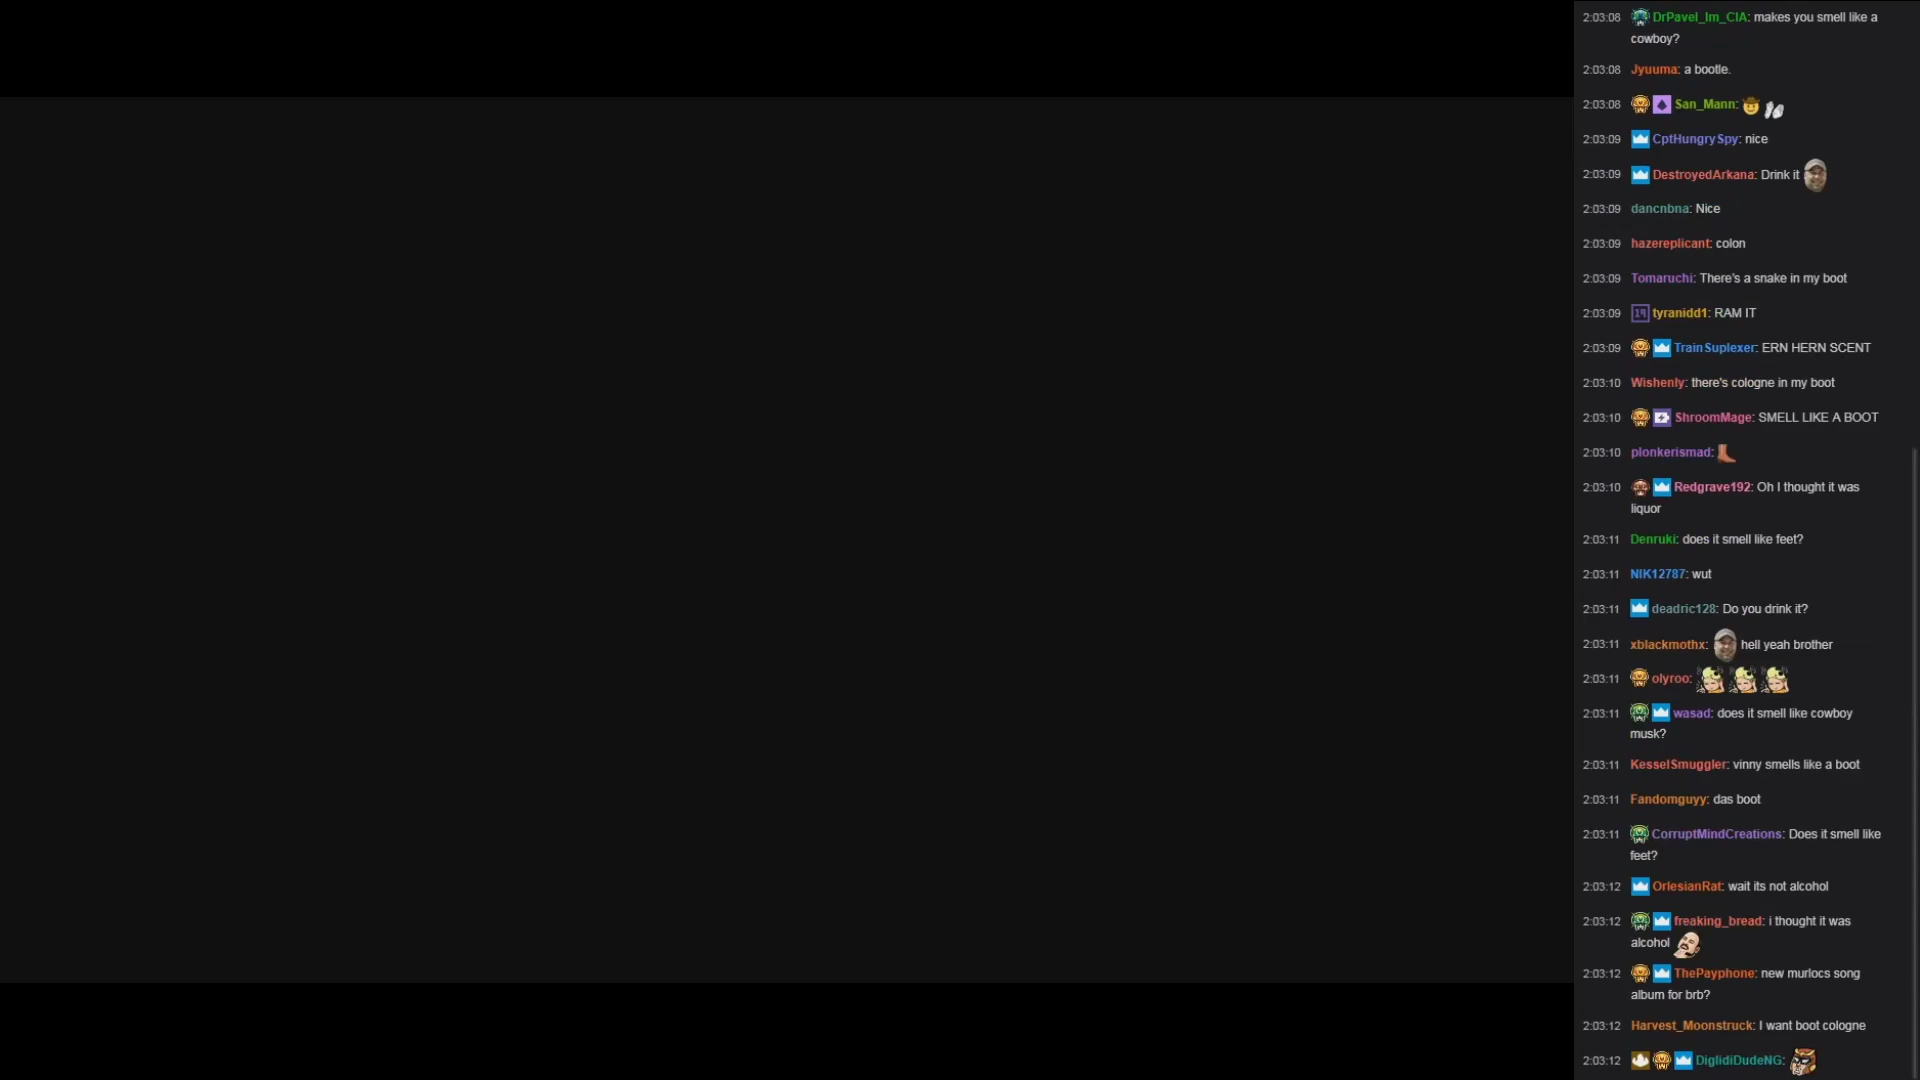 2:03:08 DrPavel_Im_CIA: makes you smell like a
cowboy?
2:03:08 Jyuuma: a bootle.
2:03:08 San_Mann:
2:03:09 CptHungrySpy: nice
2:03:09 DestroyedArkana: Drink it
2:03:09 dancnbna: Nice
2:03:09 hazereplicant: colon
2:03:09 Tomaruchi: There's a snake in my boot
2:03:09 tyranidd1: RAM IT
2:03:09 TrainSuplexer: ERN HERN SCENT
2:03:10 Wishenly: there's cologne in my boot
2:03:10 ShroomMage: SMELL LIKE A BOOT
2:03:10 plonkerismad:
2:03:10 Redgrave192: Oh I thought it was
liquor
2:03:11 Denruki: does it smell like feet?
2:03:11 NIK12787: wut
2:03:11 deadric128: Do you drink it?
2:03:11 xblackmothx: hell yeah brother
2:03:11 olyroo:
2:03:11 wasad: does it smell like cowboy
musk?
2:03:11 KesselSmuggler: vinny smells like a boot
2:03:11 Fandomguyy: das boot
2:03:11 CorruptMindCreations: Does it smell like
feet?
2:03:12 OrlesianRat: wait its not alcohol
2:03:12 freaking_bread: i thought it was
alcohol
2:03:12 ThePayphone: new murlocs song
album for brb?
2:03:12 Harvest_Moonstruck: I want boot cologne
2:03:12 DiglidiDudeNG: